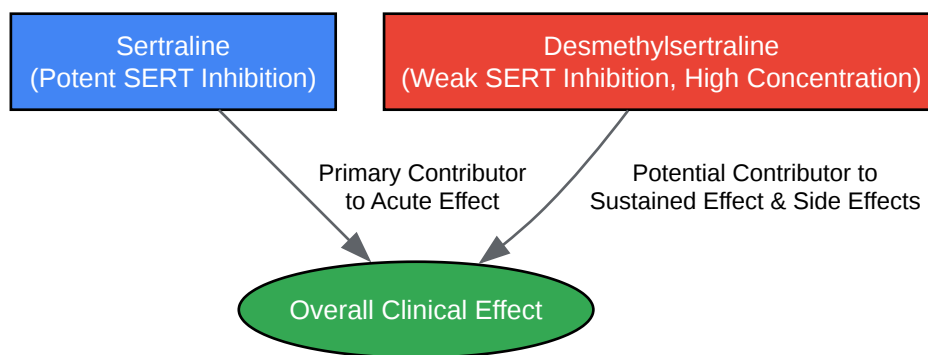 Sertraline
(Potent SERT Inhibition)
Desmethylsertraline
(Weak SERT Inhibition, High Concentration)
Primary Contributor
to Acute Effect
Potential Contributor to
Sustained Effect & Side Effects
Overall Clinical Effect